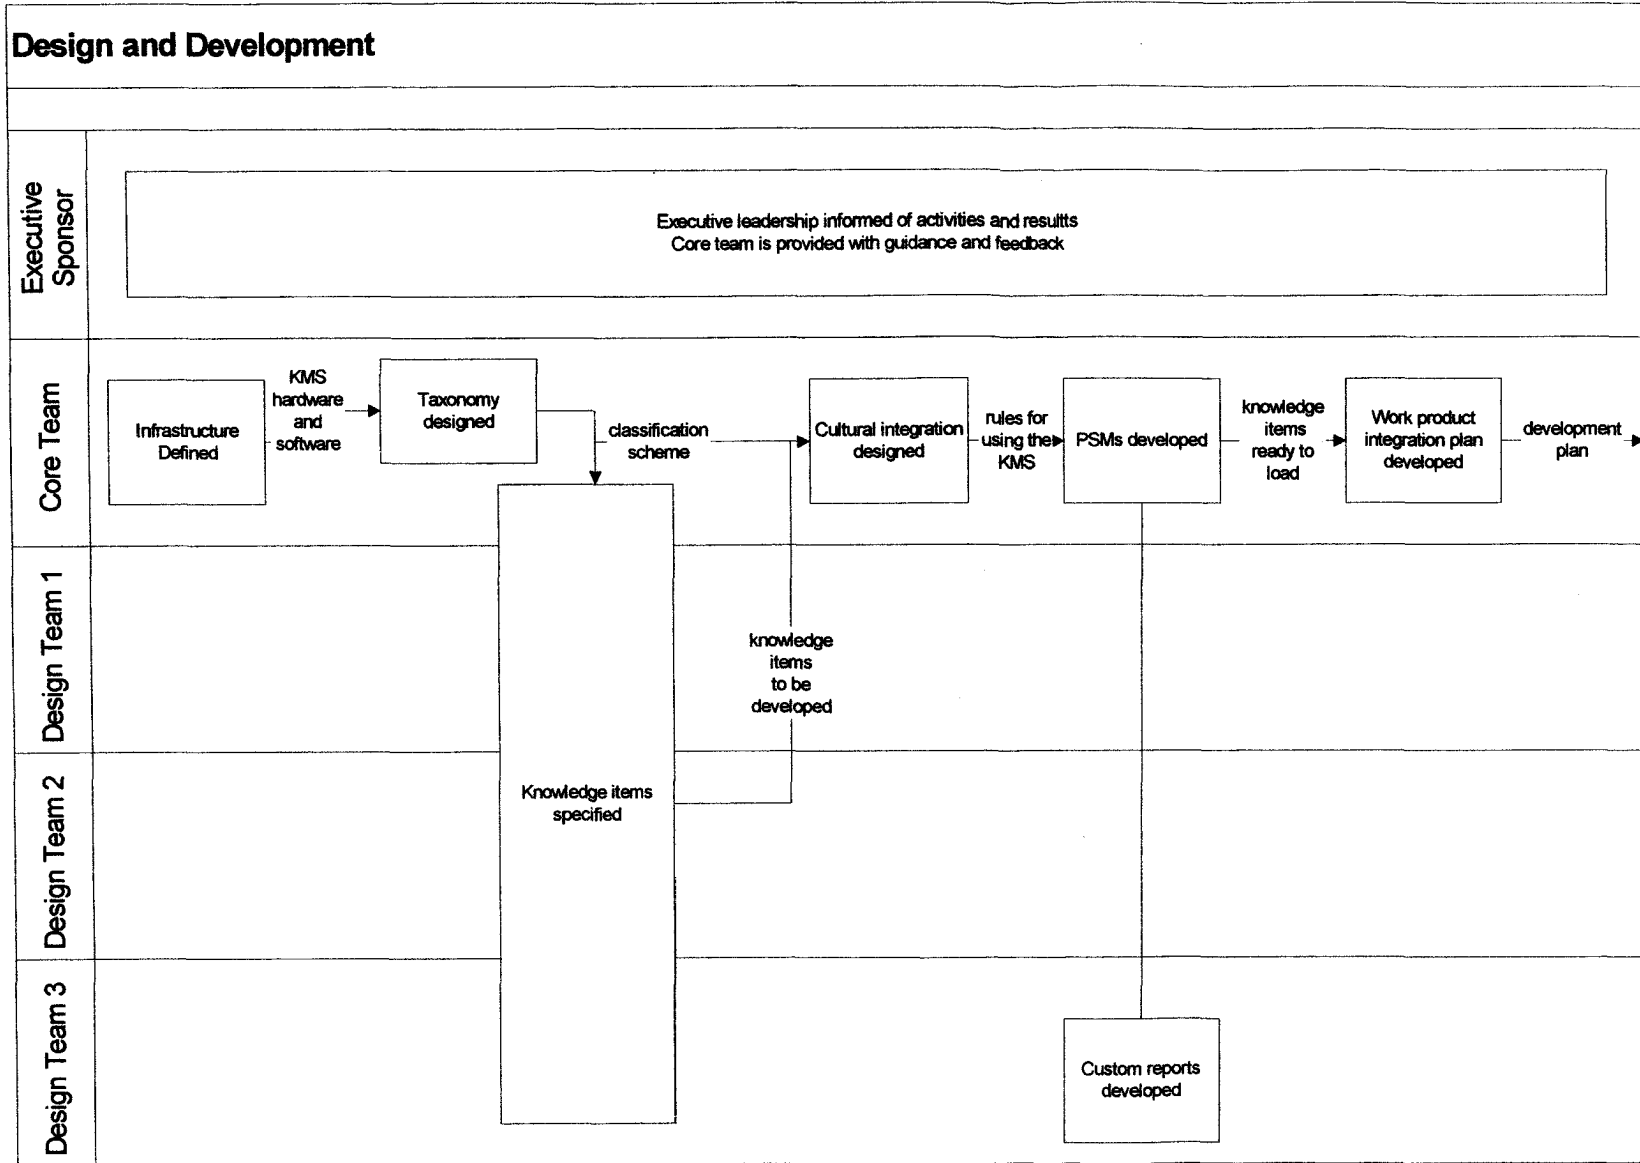 Design and Development
Executive
Sponsor
Executive leadership informed of activities and resultts
Core team is provided with guidance and feedback
Core Team
Infrastructure
Defined
KMS
hardware
and
software
Taxonomy
designed
classification
scheme
Cultural integration
designed
rules for
using the
KMS
PSMs developed
knowledge
items
ready to
load
Work product
integration plan
developed
development
plan
Design Team 1
knowledge
items
to be
developed
Design Team 2
Knowledge items
specified
Design Team 3
Custom reports
developed